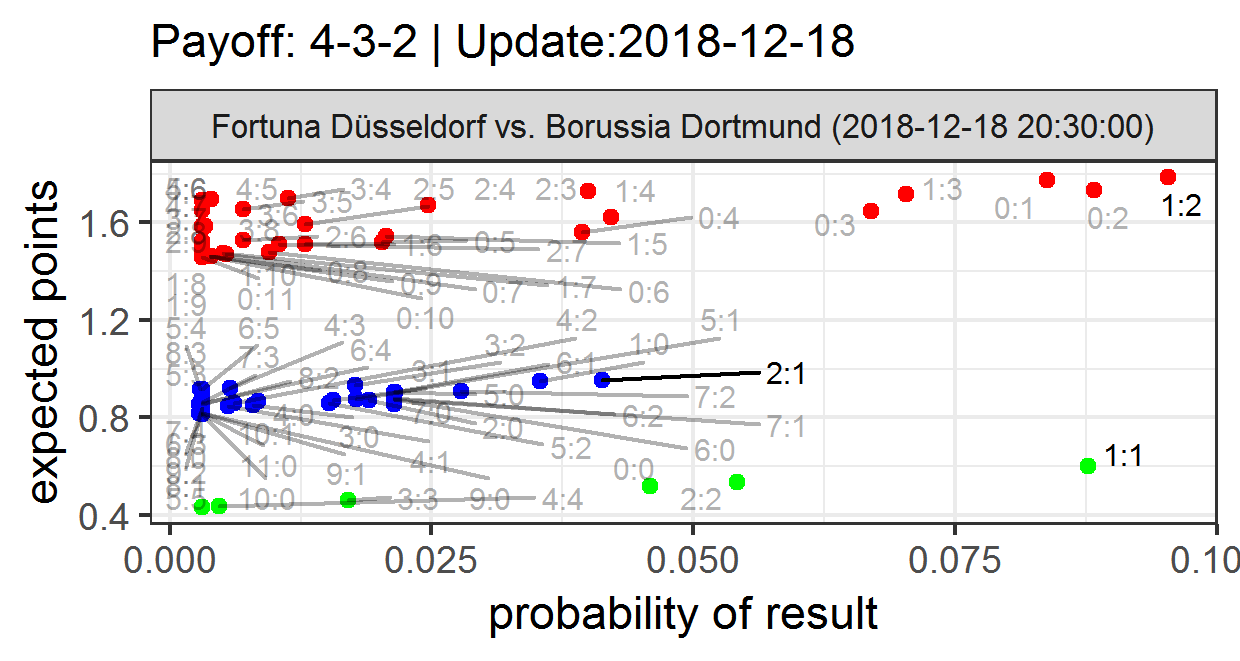 Payoff: 4-3-2 | Update:2018-12-18
Fortuna Düsseldorf vs. Borussia Dortmund (2018-12-18 20:30:00)
expected points
1.6
1.2
0.8
0.4
5:6 4:5 3:4 2:5 2:4 2:3 1:4 1:3 1:2
3:6 3:5 0:4 0:3 0:1 0:2
3:8 2:6 1:6 0:5 2:7 1:5
1:8 1:10 0:8 0:9 0:7 1:7 0:6
1:9 0:11 0:10
5:4 6:5 4:3 4:2 5:1
8:3 7:3 6:4 3:2 1:0
5:3 8:2 3:1 6:1 2:1
5:0 7:2
4:0 7:0 6:2 7:1
10:1 3:0 2:0 5:2 6:0
11:0 9:1 4:1 0:0 1:1
10:0 3:3 9:0 4:4 2:2
0.000 0.025 0.050 0.075 0.10
probability of result